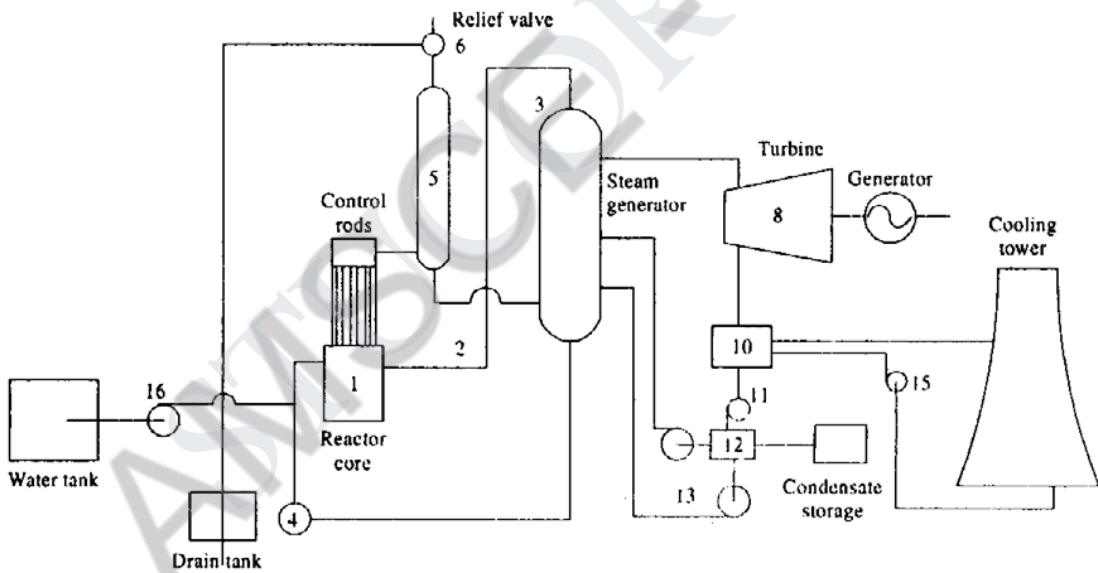 Relief valve
6
3
Turbine
5
Steam
generator
8
Generator
Control
rods
Cooling
tower
2
10
1
16
11
15
Reactor
core
12
Water tank
13
Condensate
storage
4
Drain tank